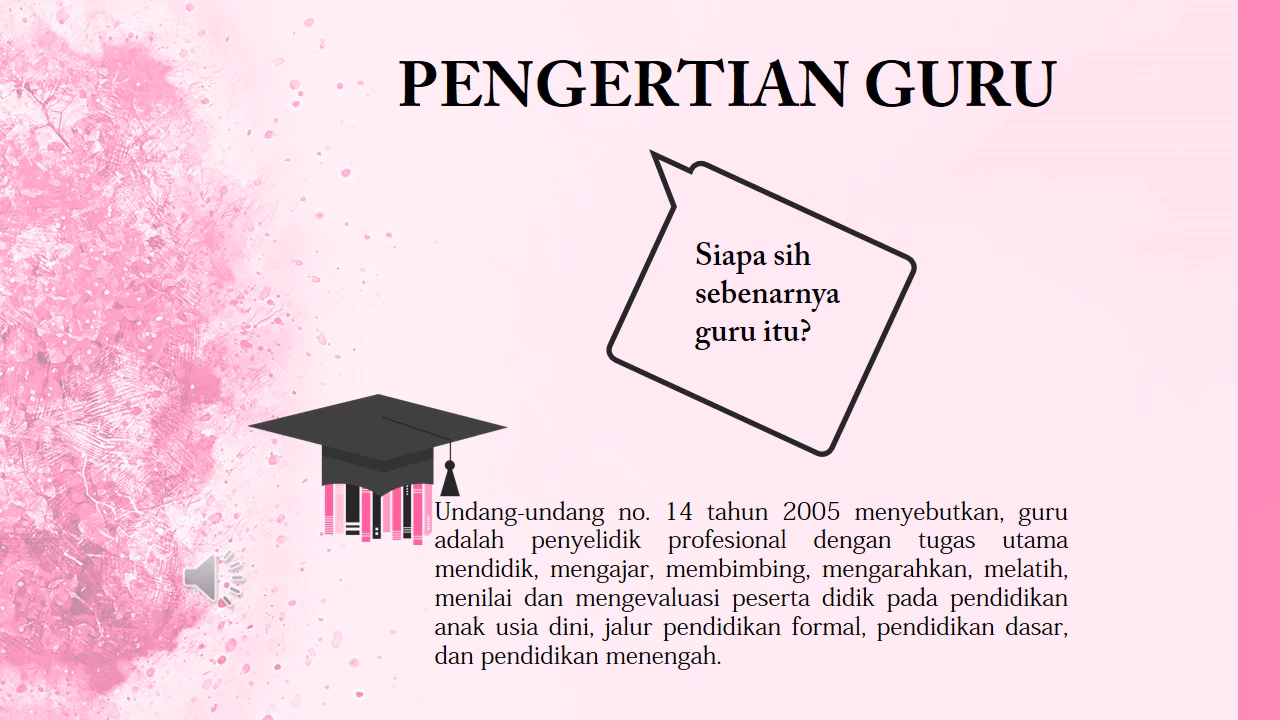 PENGERTIAN GURU
Siapa sih
sebenarnya
guru itu?
Undang-undang no. 14 tahun 2005 menyebutkan, guru
adalah penyelidik profesional dengan tugas utama
mendidik, mengajar, membimbing, mengarahkan, melatih,
menilai dan mengevaluasi peserta didik pada pendidikan
anak usia dini, jalur pendidikan formal, pendidikan dasar,
dan pendidikan menengah.